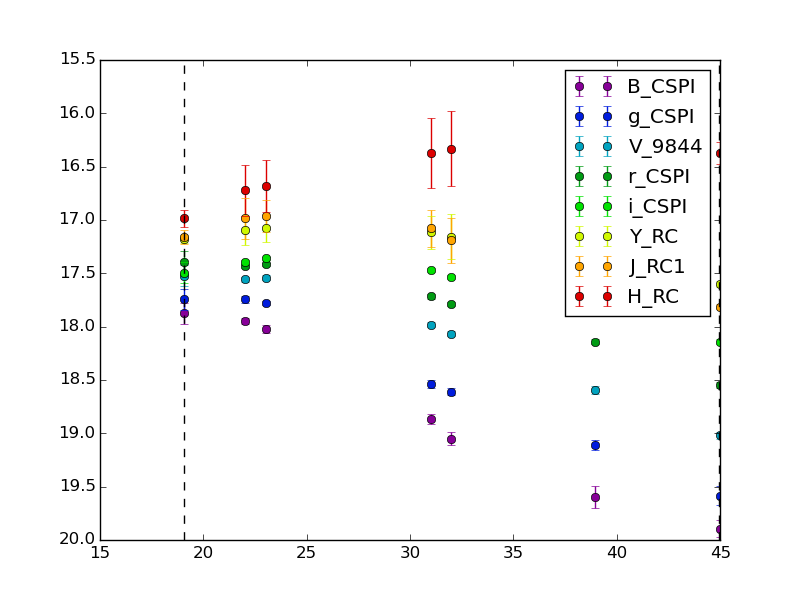 15.5
16.0
16.5
17.0
17.5
18.0
18.5
19.0
19.5
20.0
15 20 25 30 35 40 45
B_CSPI
g_CSPI
V_9844
r_CSPI
i_CSPI
Y_RC
J_RC1
H_RC